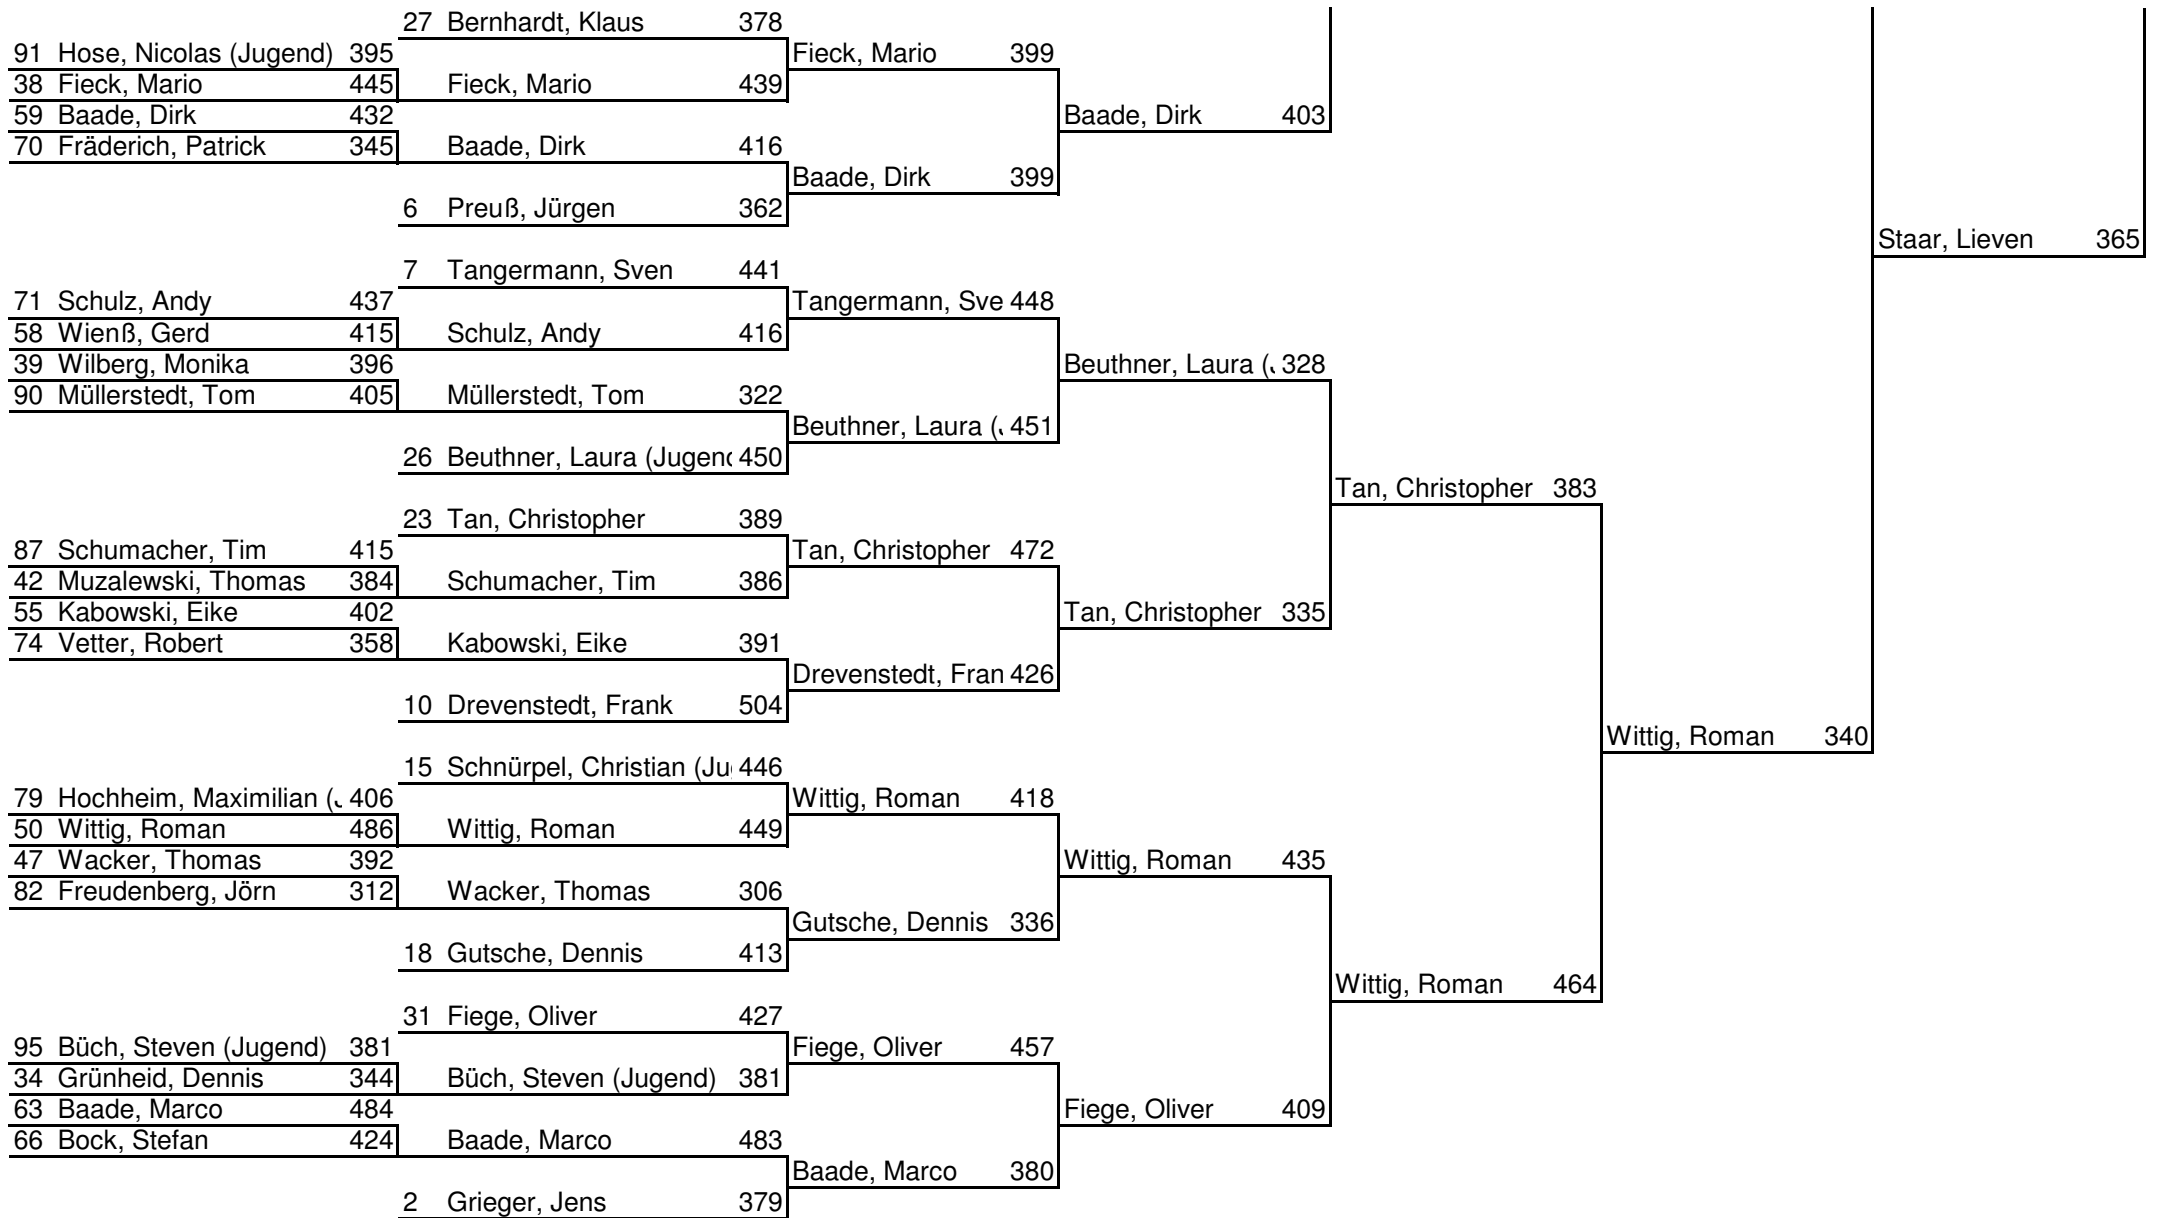 27 Bernhardt, Klaus 378
91 Hose, Nicolas (Jugend) 395 Fieck, Mario 399
38 Fieck, Mario 445 Fieck, Mario 439
59 Baade, Dirk 432 Baade, Dirk 403
70 Fräderich, Patrick 345 Baade, Dirk 416
Baade, Dirk 399
6 Preuß, Jürgen 362
Staar, Lieven 365
7 Tangermann, Sven 441
71 Schulz, Andy 437 Tangermann, Sve 448
58 Wienß, Gerd 415 Schulz, Andy 416
39 Wilberg, Monika 396 Beuthner, Laura ( 328
90 Müllerstedt, Tom 405 Müllerstedt, Tom 322
Beuthner, Laura ( 451
26 Beuthner, Laura (Jugend 450
Tan, Christopher 383
23 Tan, Christopher 389
87 Schumacher, Tim 415 Tan, Christopher 472
42 Muzalewski, Thomas 384 Schumacher, Tim 386
55 Kabowski, Eike 402 Tan, Christopher 335
74 Vetter, Robert 358 Kabowski, Eike 391
Drevenstedt, Fran 426
10 Drevenstedt, Frank 504
Wittig, Roman 340
15 Schnürpel, Christian (Ju 446
79 Hochheim, Maximilian ( 406 Wittig, Roman 418
50 Wittig, Roman 486 Wittig, Roman 449
47 Wacker, Thomas 392 Wittig, Roman 435
82 Freudenberg, Jörn 312 Wacker, Thomas 306
Gutsche, Dennis 336
18 Gutsche, Dennis 413
Wittig, Roman 464
31 Fiege, Oliver 427
95 Büch, Steven (Jugend) 381 Fiege, Oliver 457
34 Grünheid, Dennis 344 Büch, Steven (Jugend) 381
63 Baade, Marco 484 Fiege, Oliver 409
66 Bock, Stefan 424 Baade, Marco 483
Baade, Marco 380
2 Grieger, Jens 379